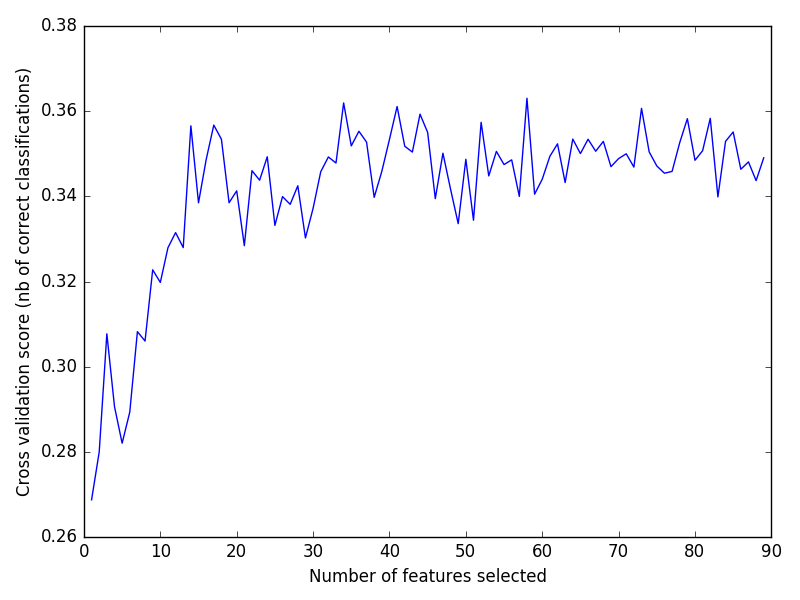 0.38
0.36
0.34
0.32
0.30
0.28
0.26
Cross validation score (nb of correct classifications)
0 10 20 30 40 50 60 70 80 90
Number of features selected